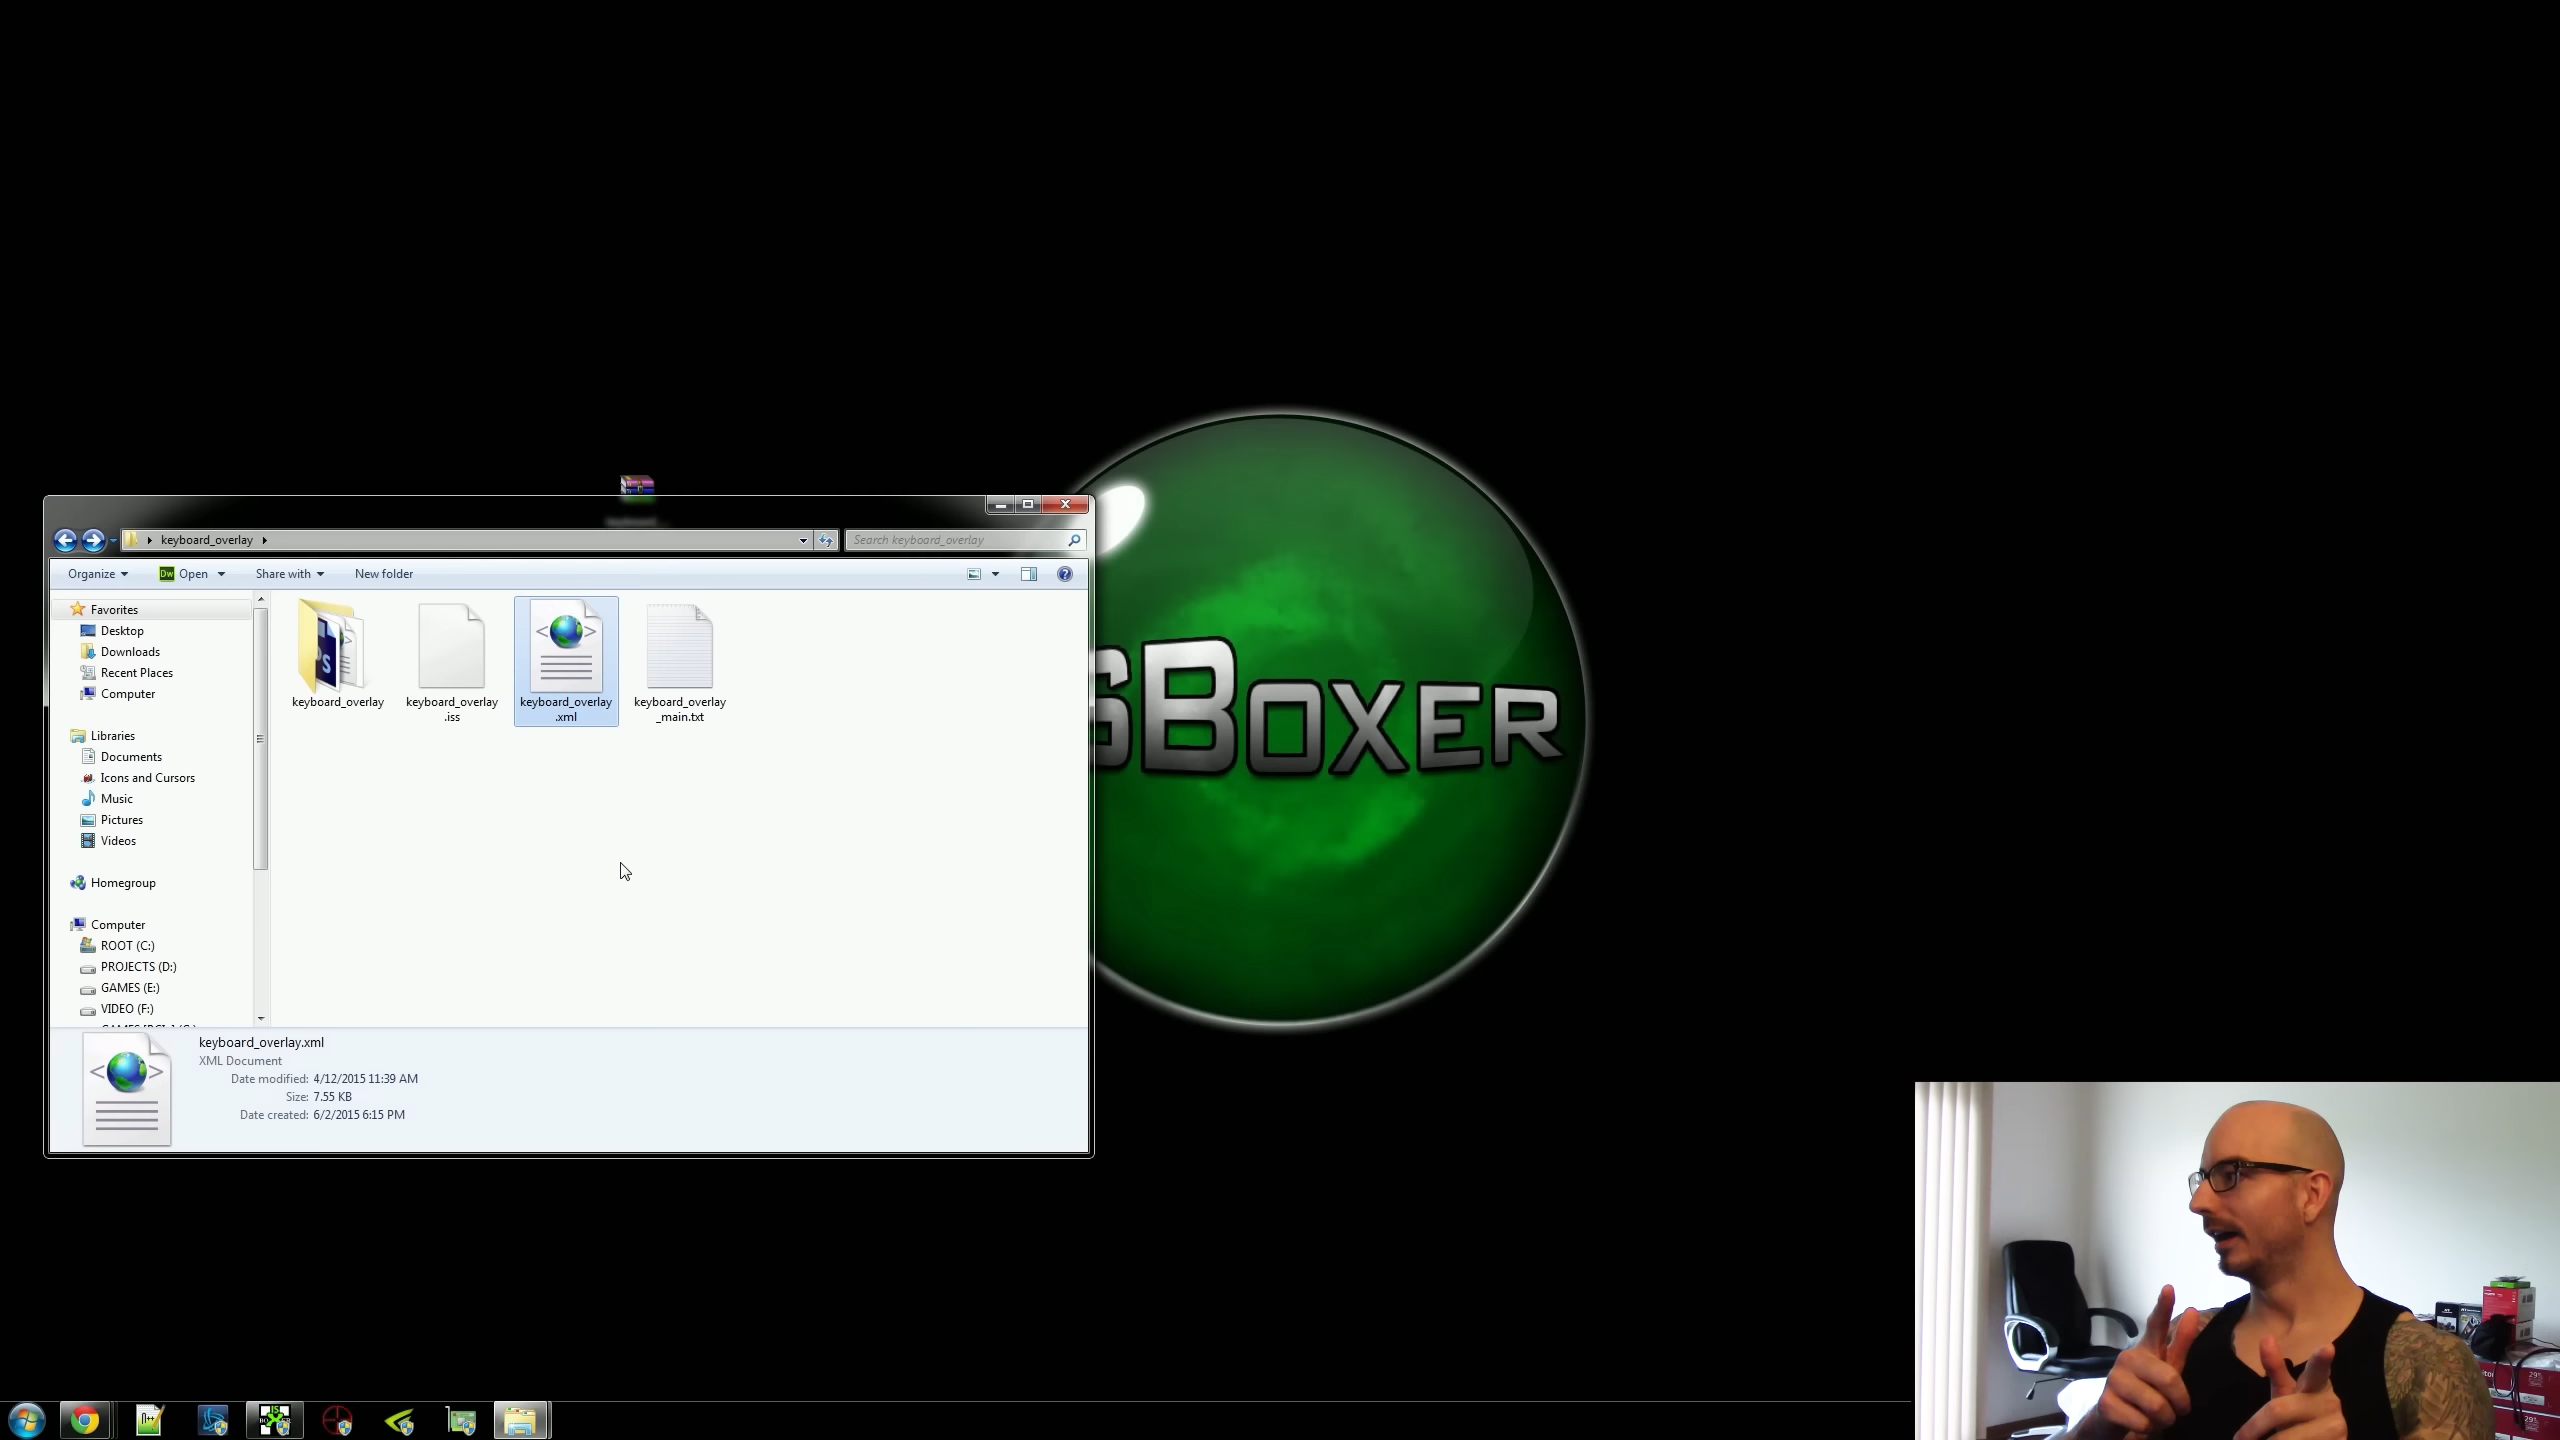 keyboard_overlay
Search keyboard_overlay
Organize
Dw
Open
Share with
New folder
Favorites
Desktop
Downloads
Recent Places
Computer
Libraries
Documents
Icons and Cursors
Music
Pictures
Videos
Homegroup
Computer
ROOT (C:)
PROJECTS (D:)
GAMES (E:)
VIDEO (F:)
keyboard_overlay
keyboard_overlay
.iss
keyboard_overlay
.xml
keyboard_overlay
_main.txt
keyboard_overlay.xml
XML Document
Date modified: 4/12/2015 11:39 AM
Size: 7.55 KB
Date created: 6/2/2015 6:15 PM
SBOXER